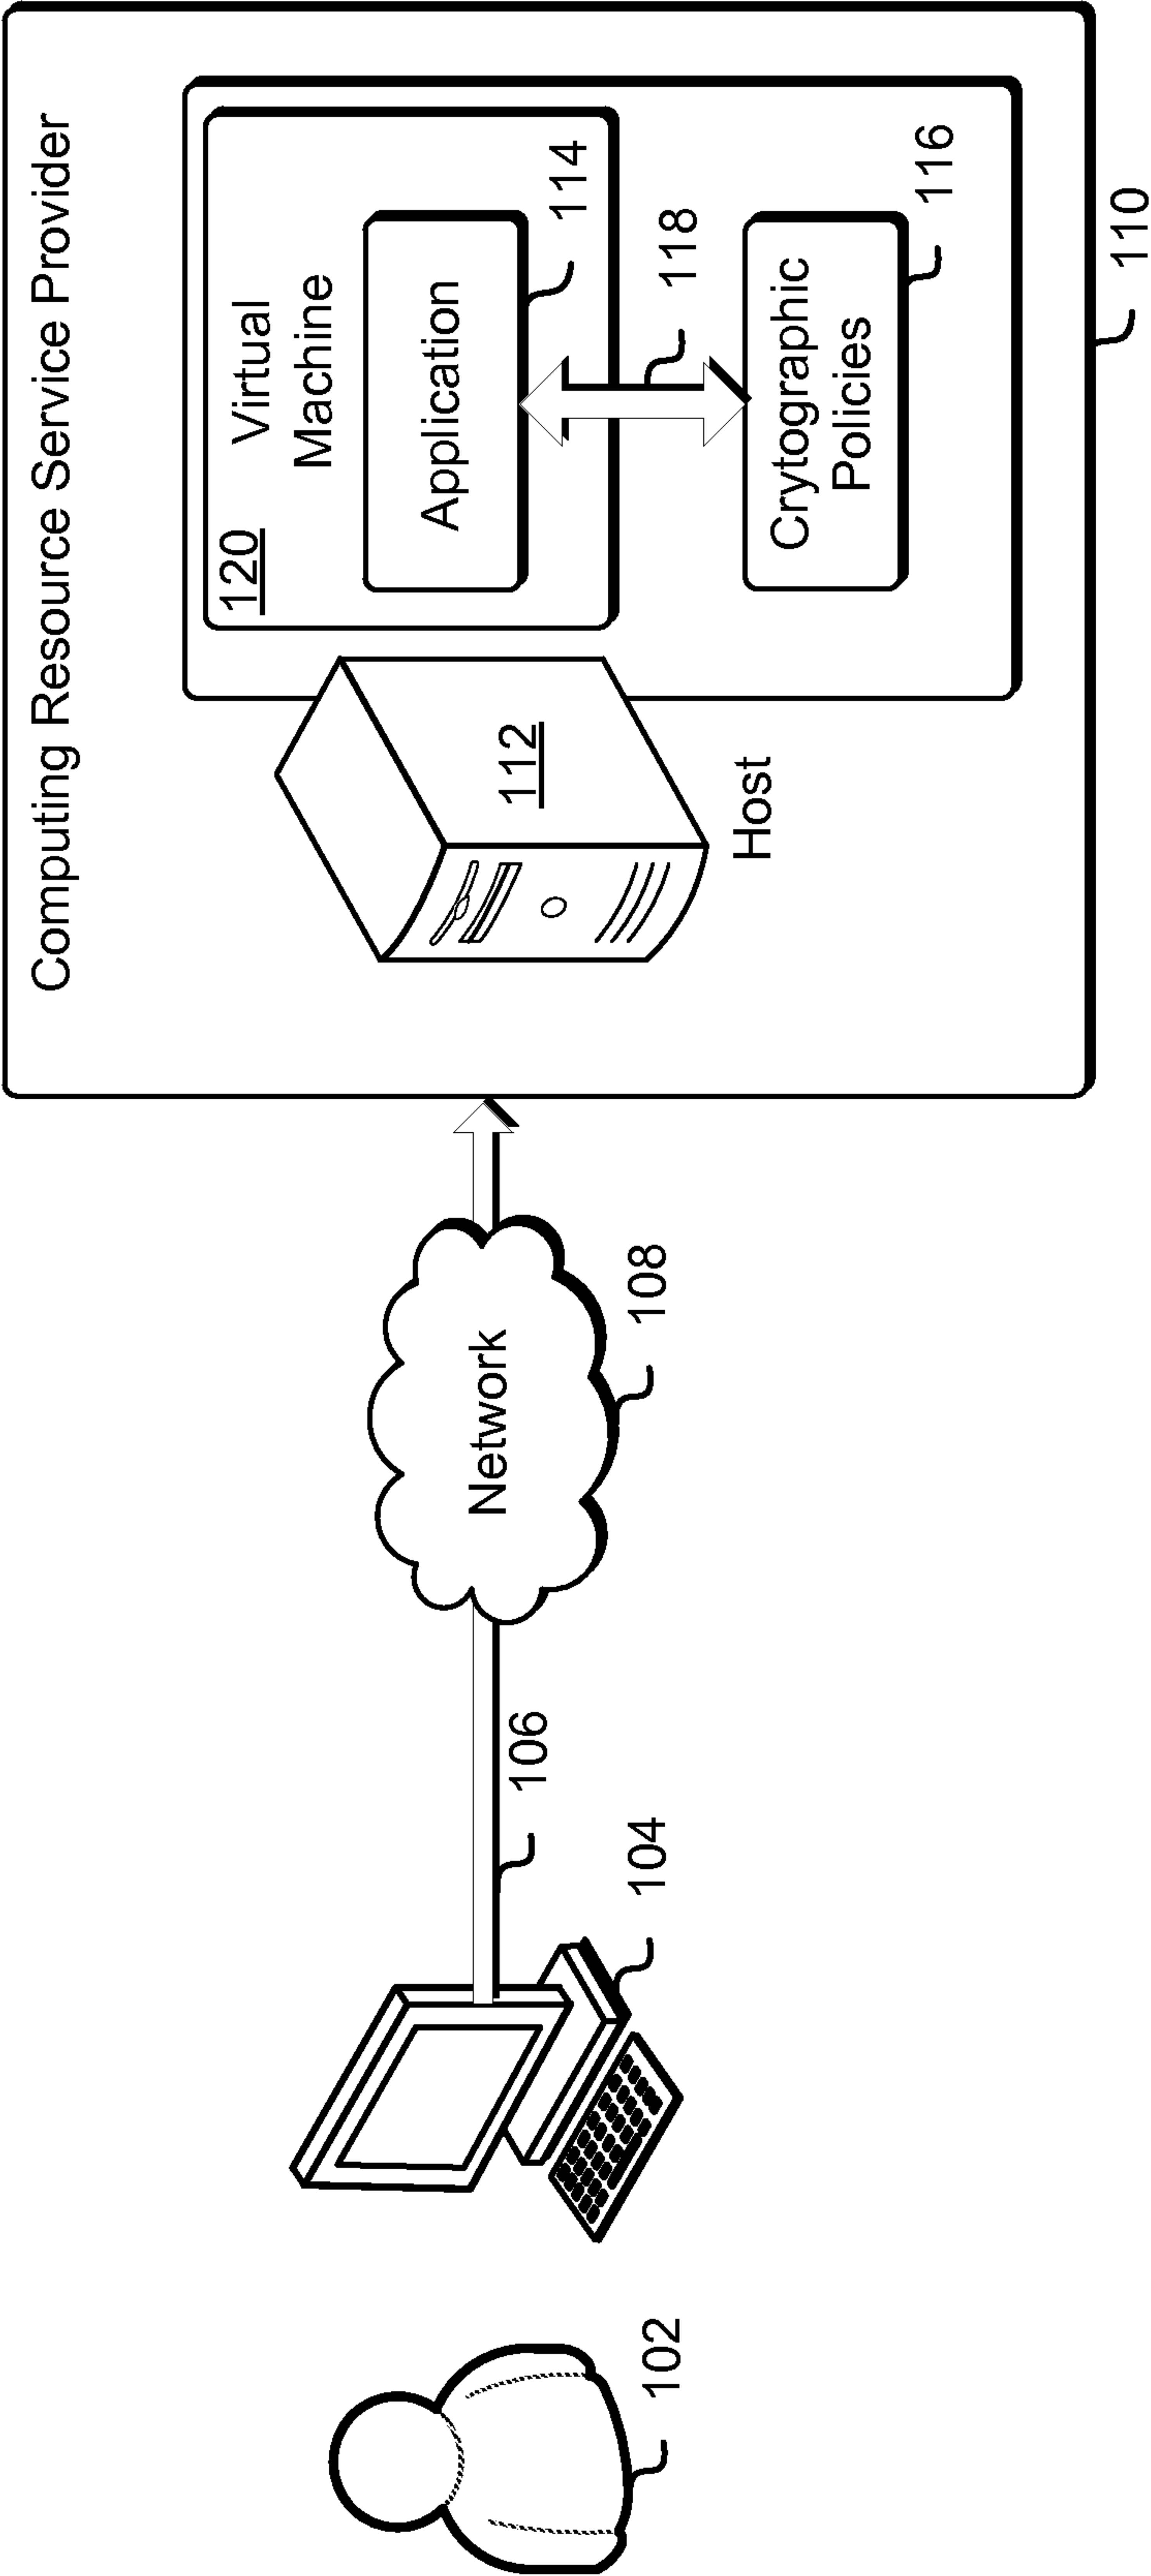 Computing Resource Service Provider
120
Virtual
Machine
Application
114
118
Crytographic
Policies
116
112
Host
110
Network
108
106
104
102